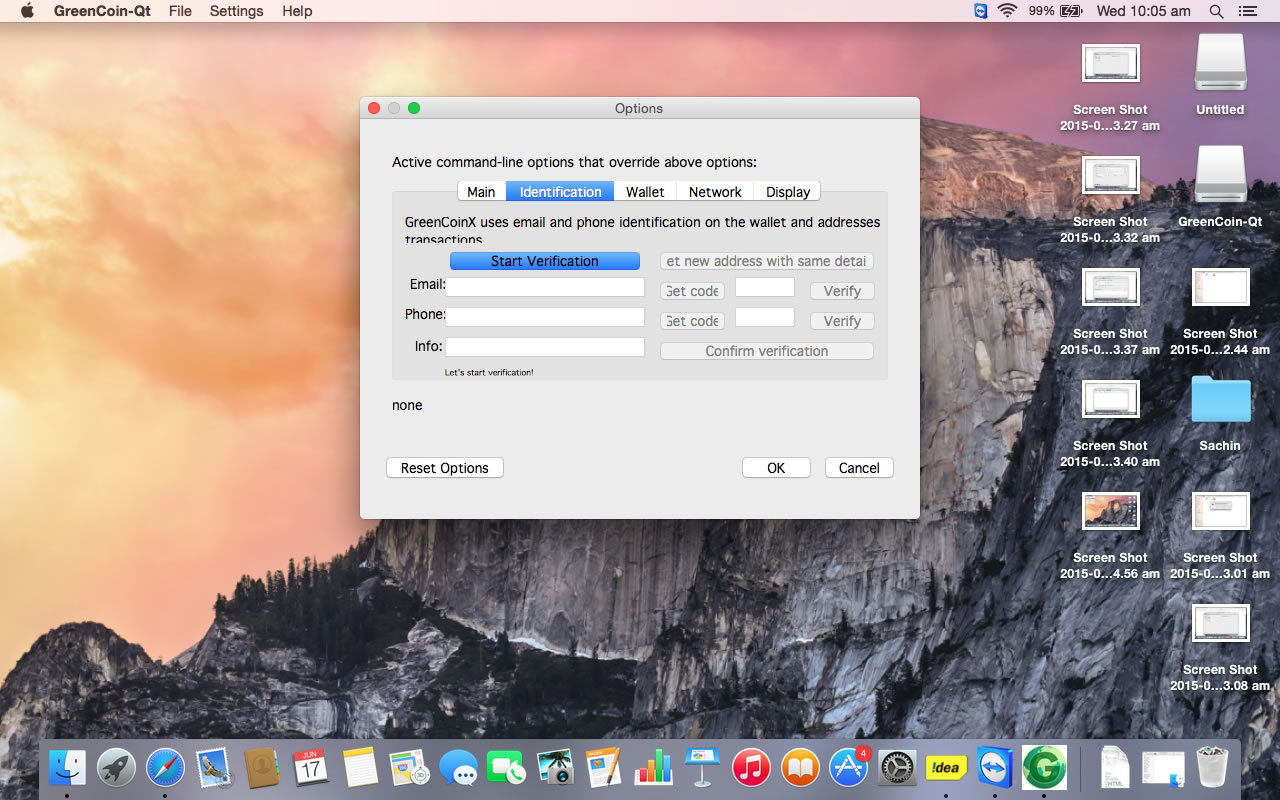 GreenCoin-Qt File Settings Help
99% Wed 10:05 am
Options
Active command-line options that override above options:
Main Identification Wallet Network Display
GreenCoinX uses email and phone identification on the wallet and addresses
transactions
Start Verification
et new address with same detai
Email:
Get code
Verify
Phone:
Get code
Verify
Info:
Confirm verification
Let's start verification!
none
Reset Options
OK
Cancel
Screen Shot
2015-0...3.27 am
Untitled
Screen Shot
2015-0...3.32 am
GreenCoin-Qt
Screen Shot
2015-0...3.37 am
Screen Shot
2015-0...2.44 am
Screen Shot
2015-0...3.40 am
Sachin
Screen Shot
2015-0...4.56 am
Screen Shot
2015-0...3.01 am
Screen Shot
2015-0...3.08 am
JUN
17
3D
PAGES
4
!dea
G
HTML